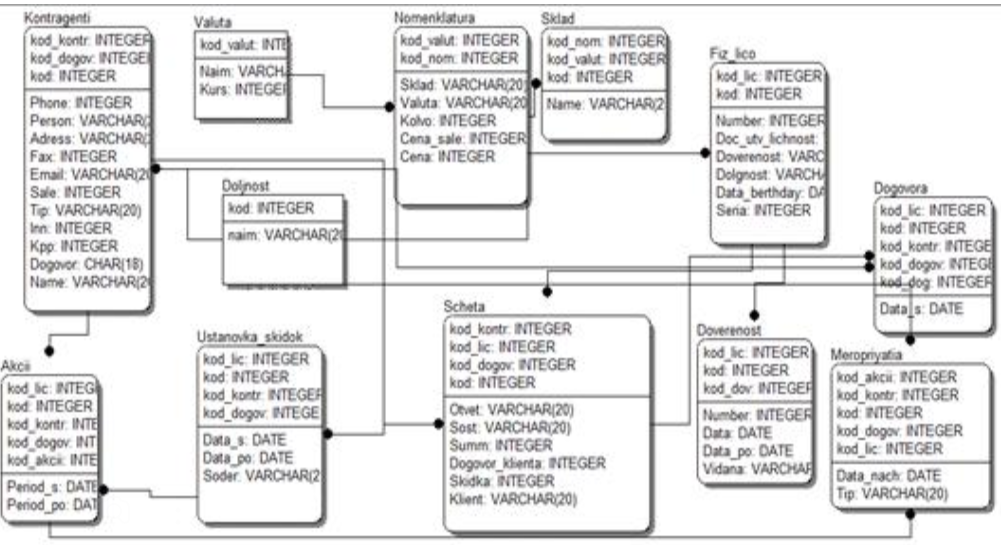 Kontragenti
kod_kontr: INTEGER
kod_dogov: INTEGE
kod: INTEGER
Phone: INTEGER
Person: VARCHAR(
Adress: VARCHAR(
Fax: INTEGER
Email: VARCHAR(20
Sale: INTEGER
Tip: VARCHAR(20)
Inn: INTEGER
Kpp: INTEGER
Dogovor: CHAR(18)
Name: VARCHAR(20
Valuta
kod_valut: INTE
Naim: VARCH
Kurs: INTEGE
Nomenklatura
kod_valut: INTEGER
kod_nom: INTEGER
Sklad: VARCHAR(20)
Valuta: VARCHAR(20
Kolvo: INTEGER
Cena_sale: INTEGER
Cena: INTEGER
Sklad
kod_nom: INTEGER
kod_valut: INTEGER
kod: INTEGER
Name: VARCHAR(2
Fiz_lico
kod_lic: INTEGER
kod: INTEGER
Number: INTEGER
Doc_utv_lichnost:
Doverenost: VARC
Dolgnost: VARCH
Data_berthday: DA
Seria: INTEGER
Doljnost
kod: INTEGER
naim: VARCHAR(20
Dogovora
kod_lic: INTEGER
kod: INTEGER
kod_kontr: INTEGE
kod_dogov: INTEG
kod_dog: INTEGER
Data_s: DATE
Akcii
kod_lic: INTEG
kod: INTEGER
kod_kontr: INTE
kod_dogov: INT
kod_akcii: INTE
Period_s: DATE
Period_po: DAT
Ustanovka_skidok
kod_lic: INTEGER
kod: INTEGER
kod_kontr: INTEGER
kod_dogov: INTEGE
Data_s: DATE
Data_po: DATE
Soder: VARCHAR(2
Scheta
kod_kontr: INTEGER
kod_lic: INTEGER
kod_dogov: INTEGER
kod: INTEGER
Otvet: VARCHAR(20)
Sost: VARCHAR(20)
Summ: INTEGER
Dogovor_klienta: INTEGER
Skidka: INTEGER
Klient: VARCHAR(20)
Doverenost
kod_lic: INTEGER
kod: INTEGER
kod_dov: INTEGER
Number: INTEGER
Data: DATE
Data_po: DATE
Vidana: VARCHAR
Meropriyatia
kod_akcii: INTEGER
kod_kontr: INTEGER
kod: INTEGER
kod_dogov: INTEGER
kod_lic: INTEGER
Data_nach: DATE
Tip: VARCHAR(20)